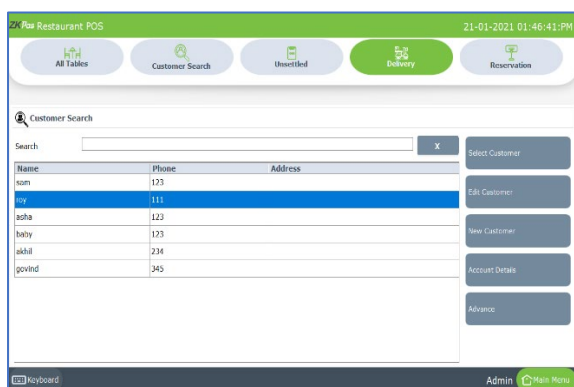 ZKPos Restaurant POS 21-01-2021 01:46:41:PM
All Tables Customer Search Unsettled Delivery Reservation
Customer Search
Search X
Select Customer
Name Phone Address
sam 123
Edit Customer
roy 111
asha 123
New Customer
baby 123
akhil 234
Account Details
govind 345
Advance
Keyboard Admin Main Menu